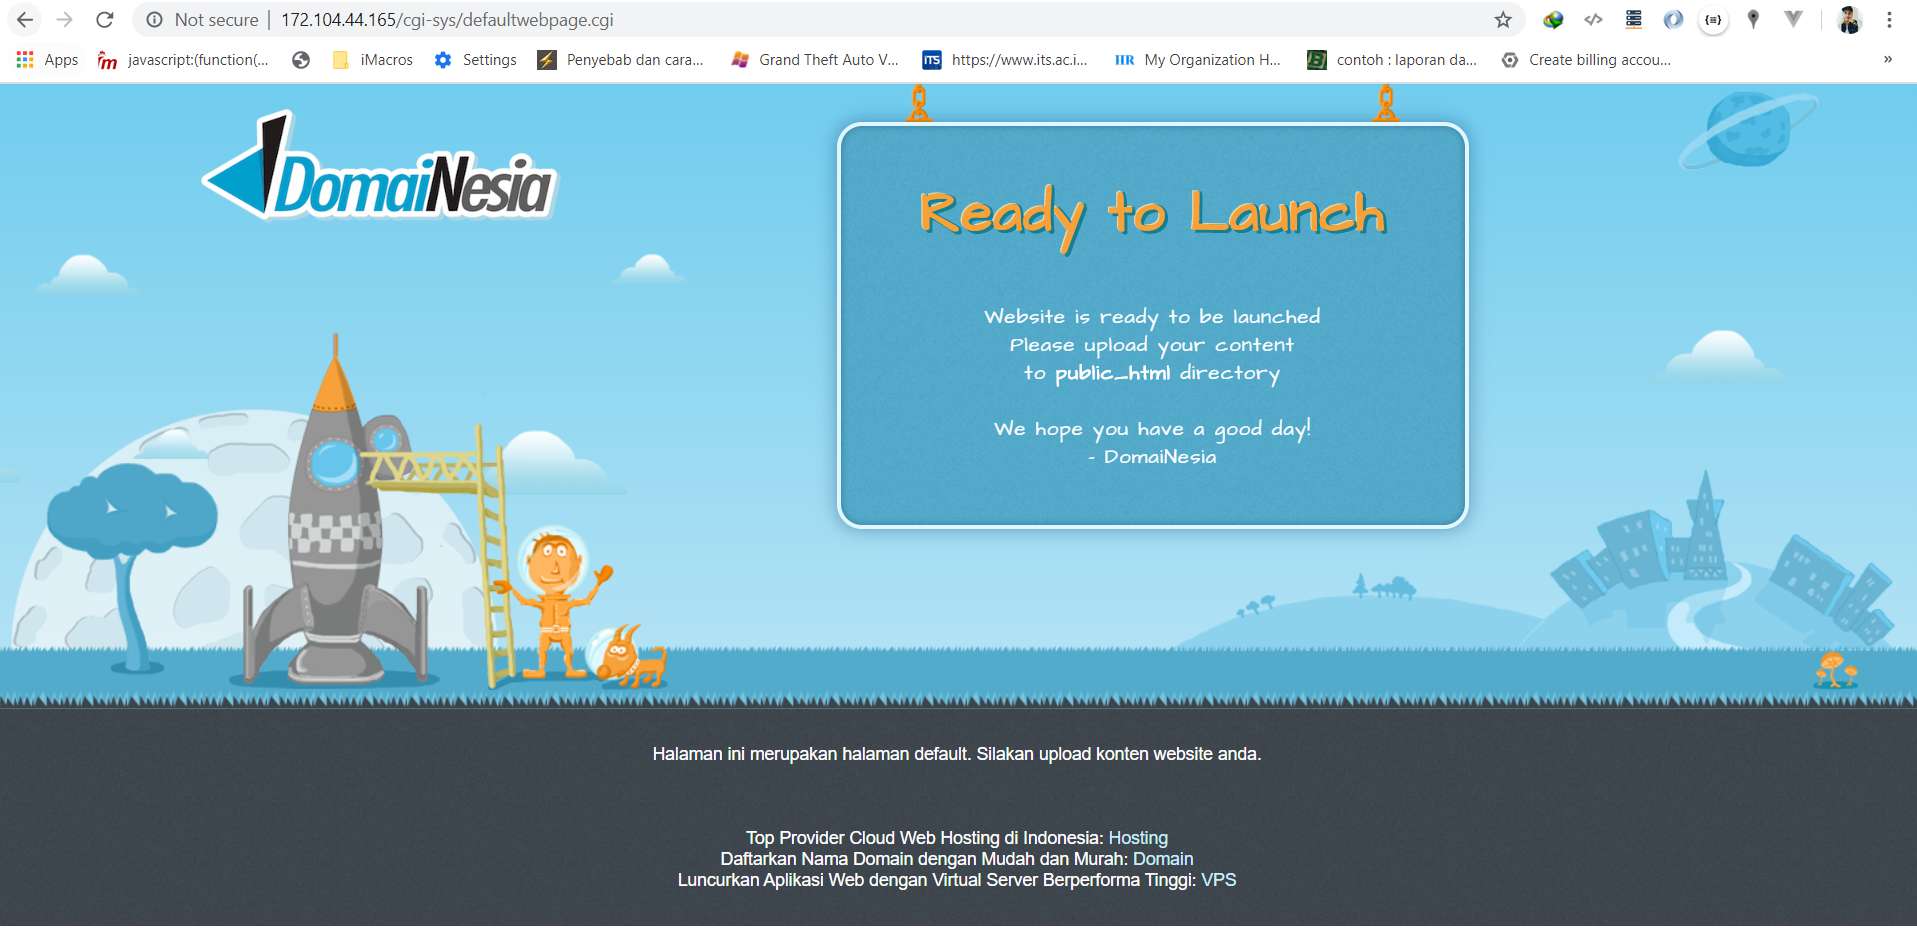 Not secure | 172.104.44.165/cgi-sys/defaultwebpage.cgi
Apps javascript:(function(... iMacros Settings Penyebab dan cara... Grand Theft Auto V... ITS https://www.its.ac.i... IIR My Organization H... contoh : laporan da... Create billing accou... »
DomaiNesia
Ready to Launch
Website is ready to be launched
Please upload your content
to public_html directory
We hope you have a good day!
- DomaiNesia
Halaman ini merupakan halaman default. Silakan upload konten website anda.
Top Provider Cloud Web Hosting di Indonesia: Hosting
Daftarkan Nama Domain dengan Mudah dan Murah: Domain
Luncurkan Aplikasi Web dengan Virtual Server Berperforma Tinggi: VPS